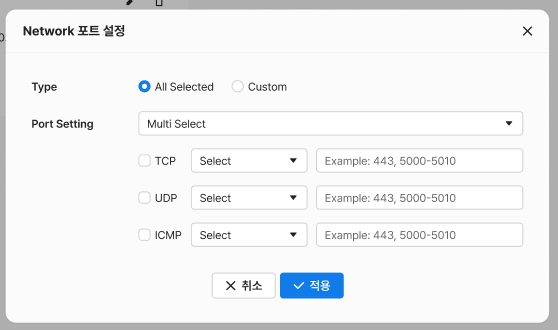 Network 포트 설정
Type All Selected Custom
Port Setting Multi Select
TCP Select Example: 443, 5000-5010
UDP Select Example: 443, 5000-5010
ICMP Select Example: 443, 5000-5010
취소 적용